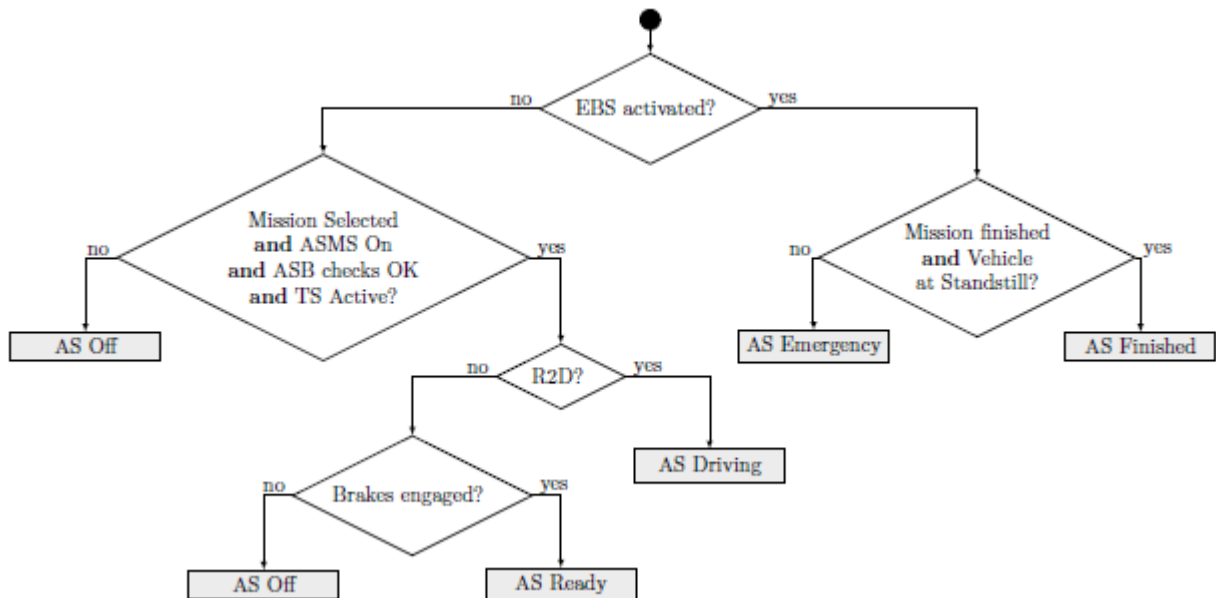 EBS activated?
no
yes
Mission Selected
and ASMS On
and ASB checks OK
and TS Active?
no
yes
Mission finished
and Vehicle
at Standstill?
no
yes
AS Off
AS Emergency
AS Finished
R2D?
no
yes
AS Driving
Brakes engaged?
no
yes
AS Off
AS Ready